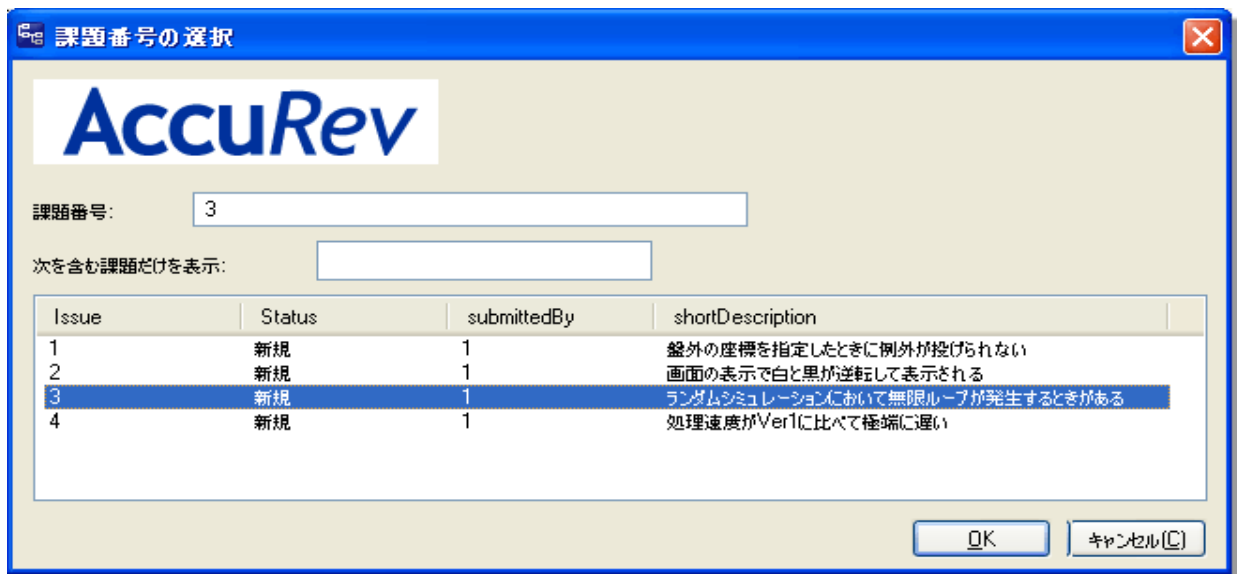 課題番号の選択
AccuRev
課題番号: 3
次を含む課題だけを表示:
Issue Status submittedBy shortDescription
1 新規 1 盤外の座標を指定したときに例外が投げられない
2 新規 1 画面の表示で白と黒が逆転して表示される
3 新規 1 ランダムシミュレーションにおいて無限ループが発生するときがある
4 新規 1 処理速度がVer1に比べて極端に遅い
OK キャンセル(C)